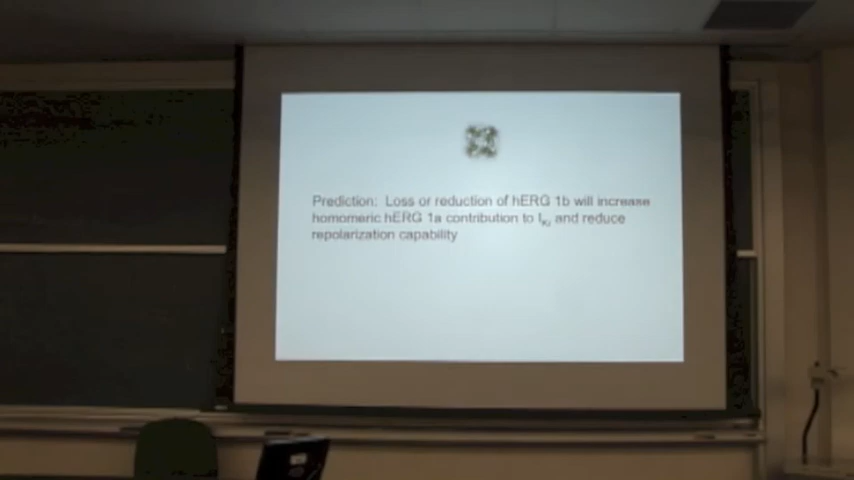 Prediction: Loss or reduction of hERG 1b will increase
homomeric hERG 1a contribution to IKr and reduce
repolarization capability